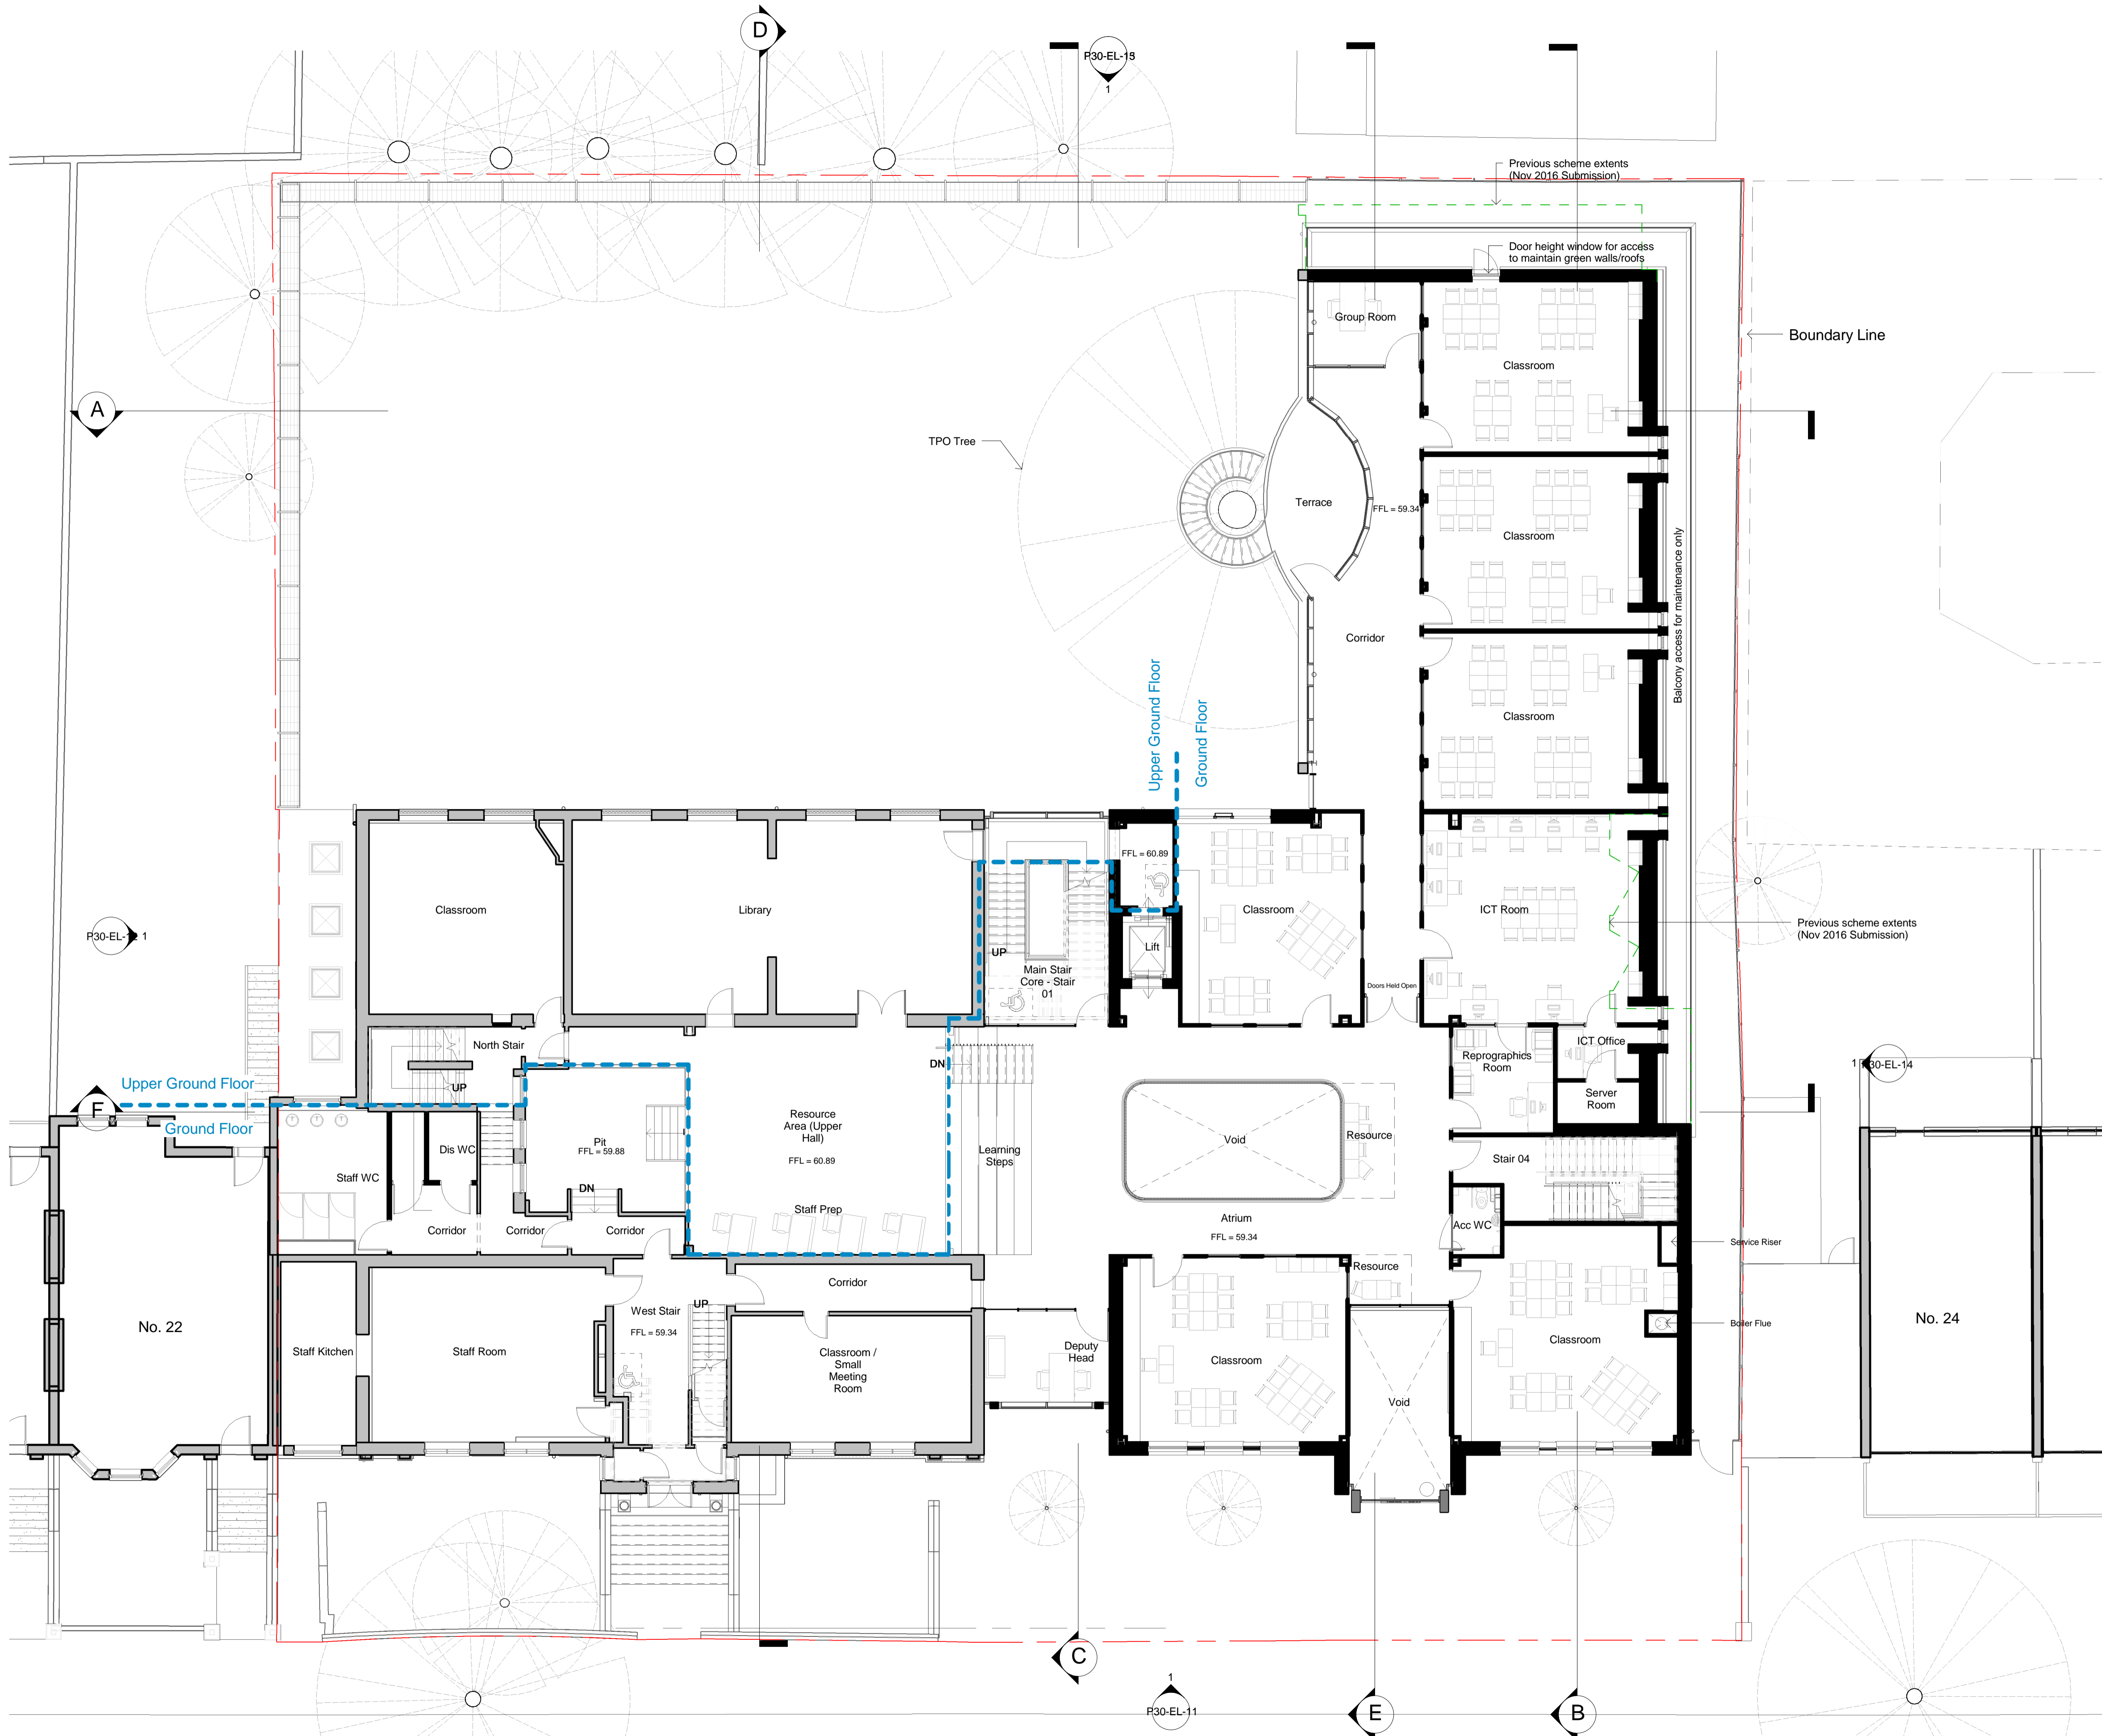 D
P30-EL-15
1
Previous scheme extents
(Nov 2016 Submission)
Door height window for access
to maintain green walls/roofs
Group Room
Boundary Line
Classroom
A
TPO Tree
Terrace
FFL = 59.34
Classroom
Balcony access for maintenance only
Corridor
Upper Ground Floor
Ground Floor
Classroom
FFL = 60.89
Classroom
Library
Classroom
ICT Room
Previous scheme extents
(Nov 2016 Submission)
1
Lift
UP
Main Stair
Core - Stair
01
Doors Held Open
North Stair
ICT Office
Reprographics
Room
DN
1
P30-EL-14
Upper Ground Floor
UP
Server
Room
F
Ground Floor
Resource
Area (Upper
Hall)
Void
Resource
Pit
FFL = 59.88
Dis WC
Learning
Steps
Stair 04
FFL = 60.89
Staff WC
DN
Staff Prep
Atrium
Acc WC
Corridor
Corridor
Corridor
FFL = 59.34
Service Riser
Resource
Corridor
West Stair
UP
No. 22
FFL = 59.34
No. 24
Boiler Flue
Staff Kitchen
Staff Room
Classroom /
Small
Meeting
Room
Deputy
Head
Classroom
Classroom
Void
C
1
P30-EL-11
E
B